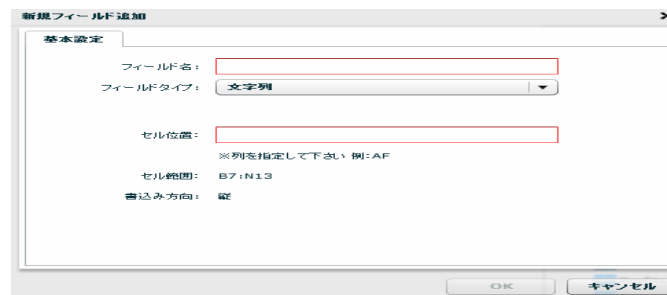 新規フィールド追加
基本設定
フィールド名:
フィールドタイプ: 文字列
セル位置:
※列を指定して下さい 例:AF
セル範囲: B7:N13
書込み方向: 縦
OK キャンセル